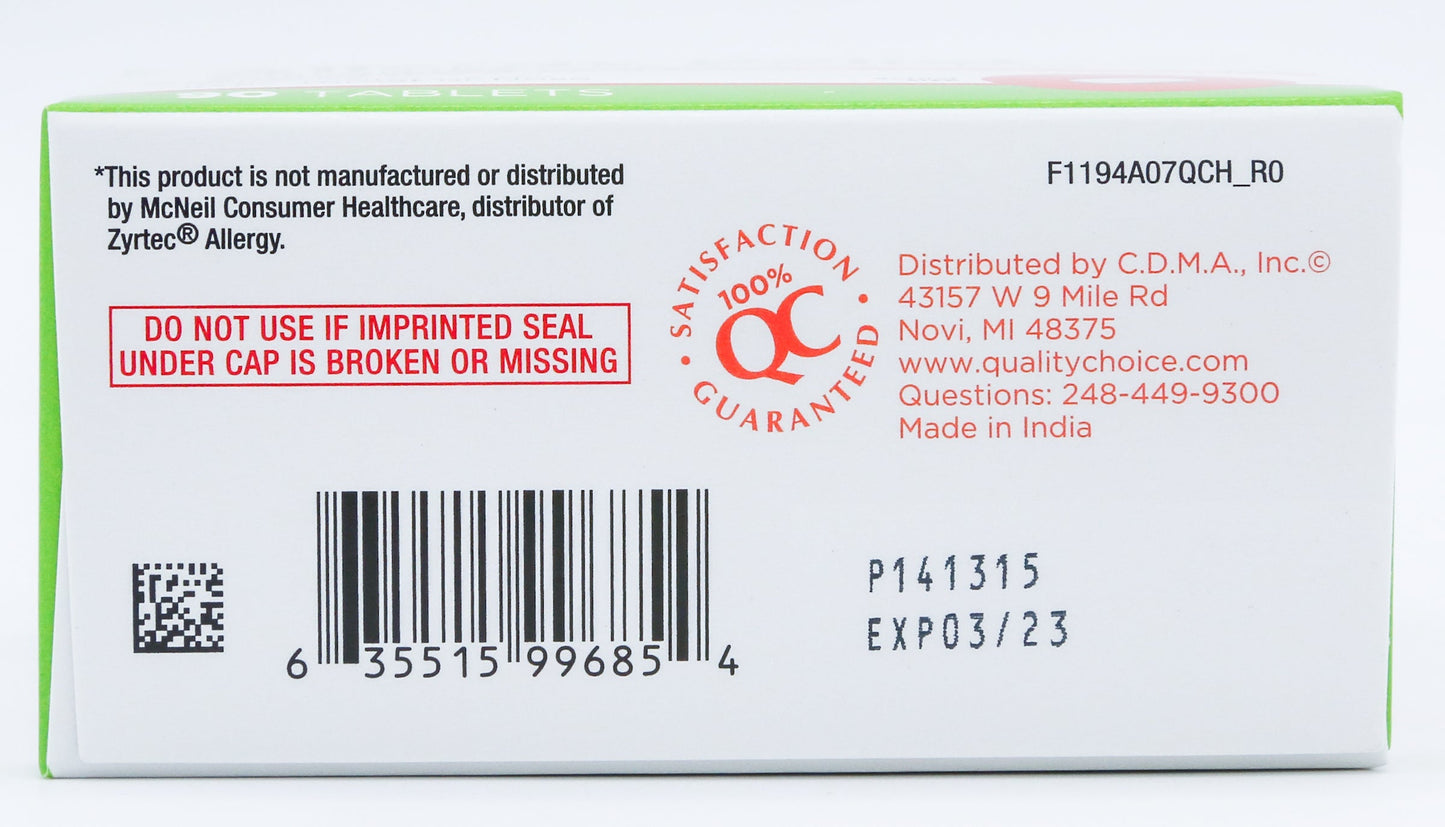 TABLETS
*This product is not manufactured or distributed
by McNeil Consumer Healthcare, distributor of
Zyrtec® Allergy.
F1194A07QCH_R0
DO NOT USE IF IMPRINTED SEAL
UNDER CAP IS BROKEN OR MISSING
SATISFACTION
100%
QC
GUARANTEED
Distributed by C.D.M.A., Inc.©
43157 W 9 Mile Rd
Novi, MI 48375
www.qualitychoice.com
Questions: 248-449-9300
Made in India
6 35515 99685 4
P141315
EXP03/23